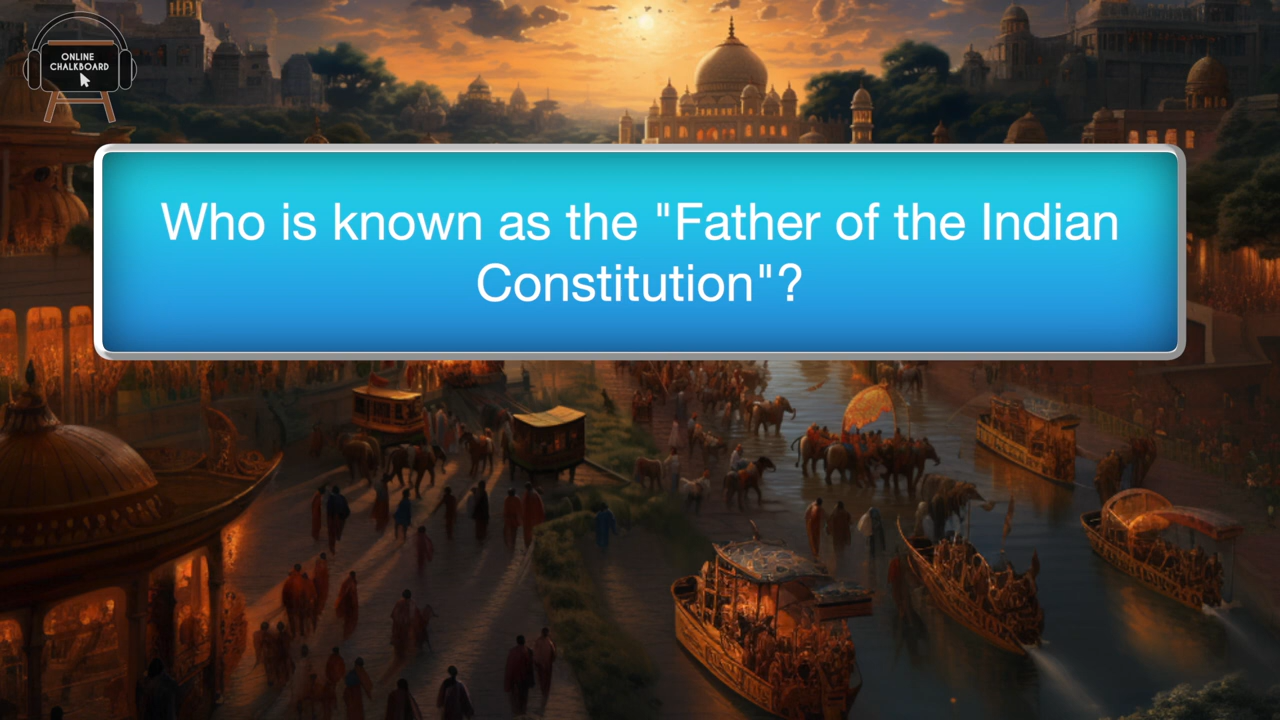 ONLINE
CHALKBOARD
Who is known as the "Father of the Indian
Constitution"?